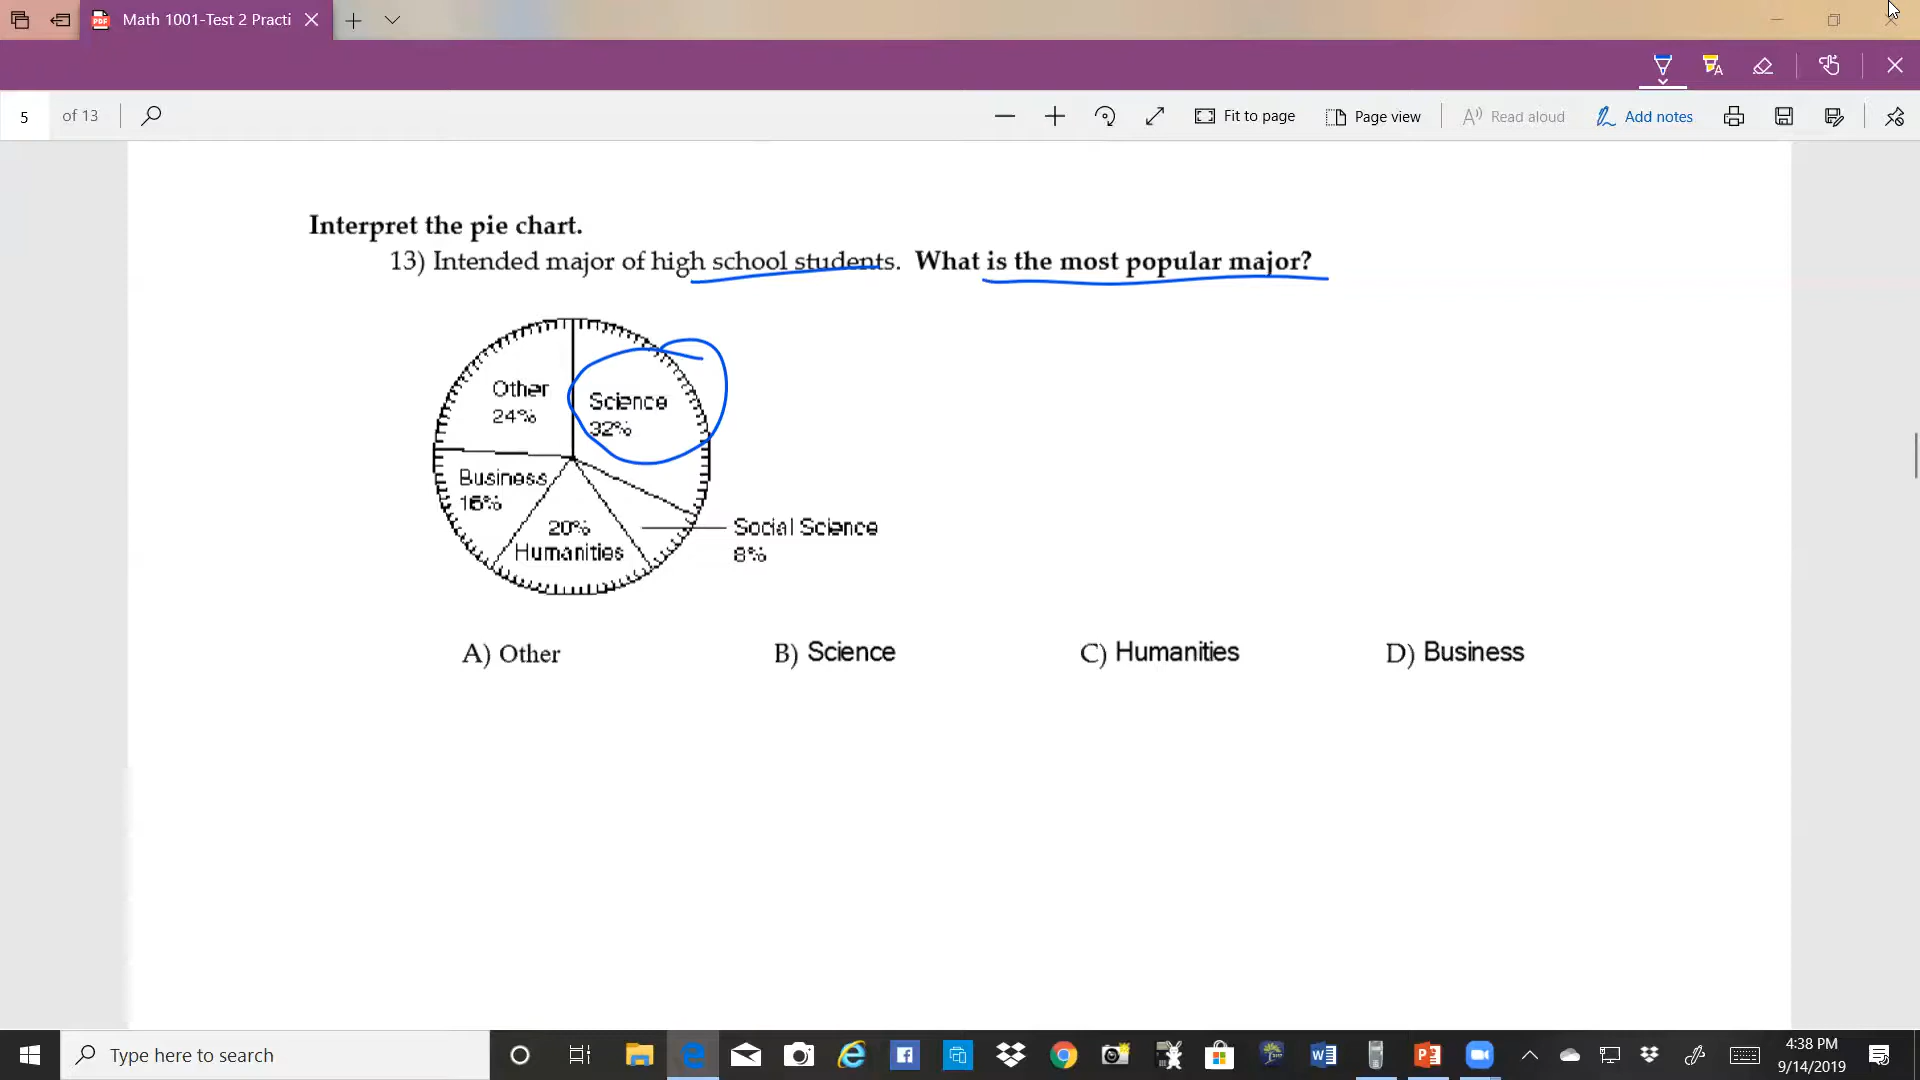 Math 1001-Test 2 Practi
5 of 13
Fit to page
Page view
Read aloud
Add notes
Interpret the pie chart.
13) Intended major of high school students. What is the most popular major?
Other
24%
Science
32%
Business
16%
20%
Humanities
Social Science
8%
A) Other B) Science C) Humanities D) Business
Type here to search
4:38 PM
9/14/2019